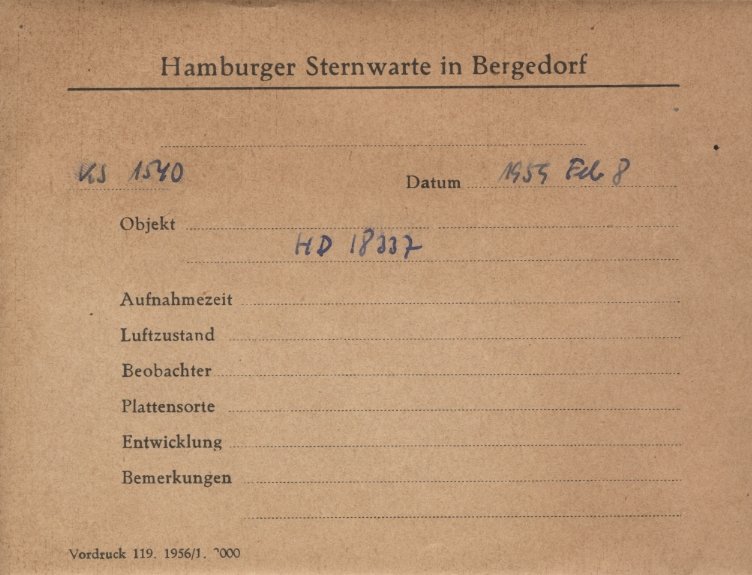 Hamburger Sternwarte in Bergedorf
KS 1540
Datum 1959 Feb 8
Objekt
HD 18337
Aufnahmezeit
Luftzustand
Beobachter
Plattensorte
Entwicklung
Bemerkungen
Vordruck 119. 1956/1.